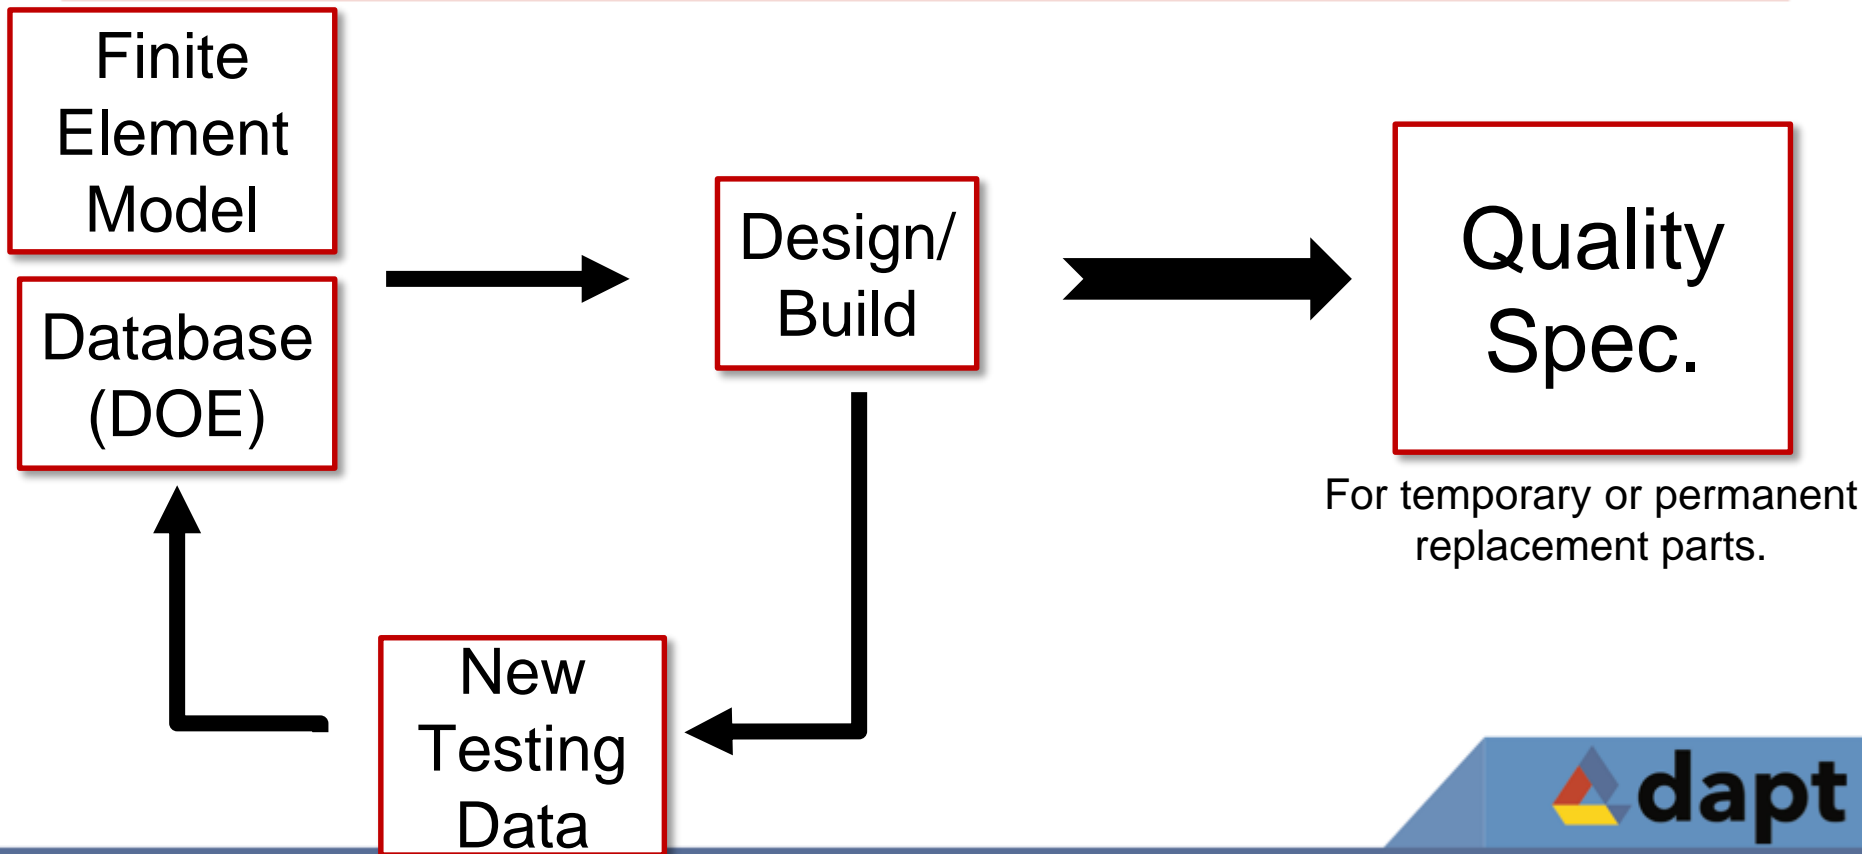 Finite
Element
Model
Database
(DOE)
Design/
Build
Quality
Spec.
For temporary or permanent
replacement parts.
New
Testing
Data
dapt